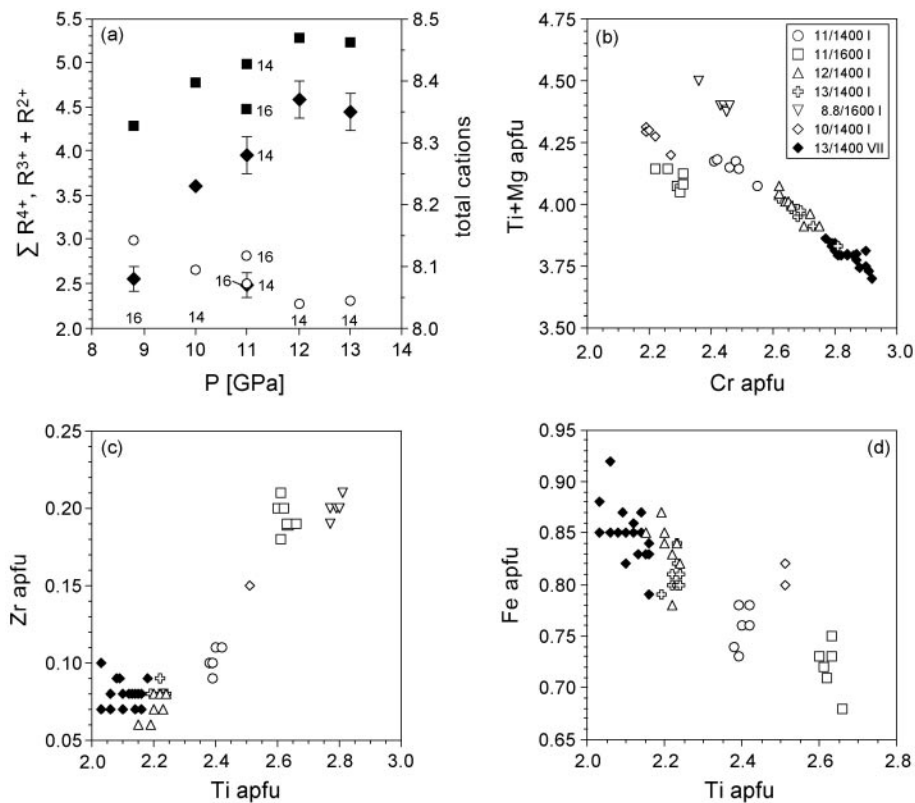 (a)
5.5
5.0
4.5
4.0
3.5
3.0
2.5
2.0
∑ R4+, R3+ + R2+
8.5
8.4
8.3
8.2
8.1
8.0
total cations
14
16
14
16
16
14
16
14
14
14
8 9 10 11 12 13 14
P [GPa]
(b)
11/1400 I
11/1600 I
12/1400 I
13/1400 I
8.8/1600 I
10/1400 I
13/1400 VII
5.00
4.75
4.50
4.25
4.00
3.75
3.50
Ti+Mg apfu
2.0 2.2 2.4 2.6 2.8 3.0
Cr apfu
(c)
0.25
0.20
0.15
0.10
0.05
Zr apfu
2.0 2.2 2.4 2.6 2.8 3.0
Ti apfu
(d)
0.95
0.90
0.85
0.80
0.75
0.70
0.65
Fe apfu
2.0 2.2 2.4 2.6 2.8
Ti apfu